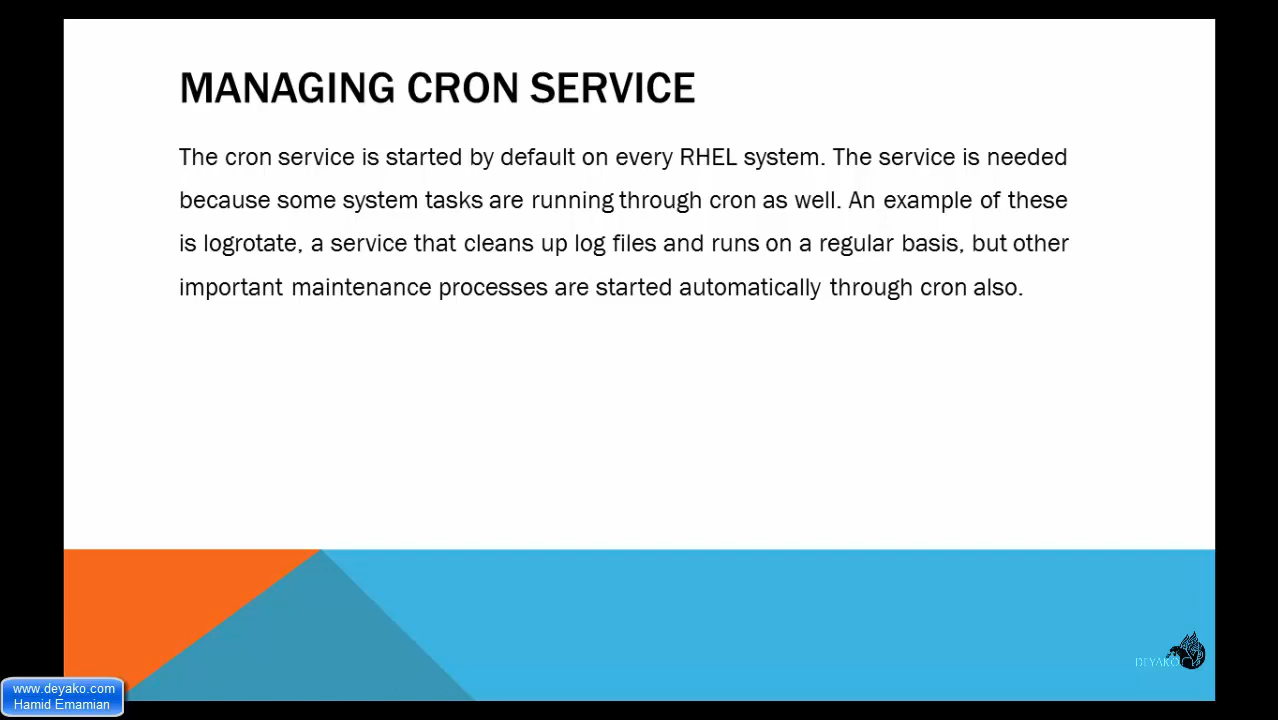 MANAGING CRON SERVICE
The cron service is started by default on every RHEL system. The service is needed
because some system tasks are running through cron as well. An example of these
is logrotate, a service that cleans up log files and runs on a regular basis, but other
important maintenance processes are started automatically through cron also.
DEYAKO
www.deyako.com
Hamid Emamian